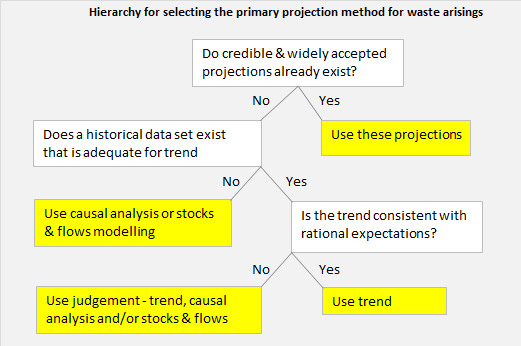 Hierarchy for selecting the primary projection method for waste arisings
Do credible & widely accepted
projections already exist?
No
Yes
Does a historical data set exist
that is adequate for trend
Use these projections
No
Yes
Use causal analysis or stocks
& flows modelling
Is the trend consistent with
rational expectations?
No
Yes
Use judgement - trend, causal
analysis and/or stocks & flows
Use trend